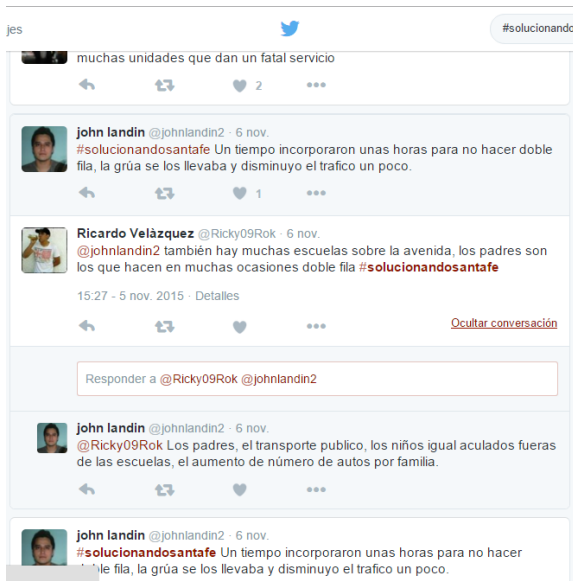 jes
#solucionando
muchas unidades que dan un fatal servicio
2
john landin @johnlandin2 · 6 nov.
#solucionandosantafe Un tiempo incorporaron unas horas para no hacer doble
fila, la grúa se los llevaba y disminuyo el trafico un poco.
1
Ricardo Velàzquez @Ricky09Rok · 6 nov.
@johnlandin2 también hay muchas escuelas sobre la avenida, los padres son
los que hacen en muchas ocasiones doble fila #solucionandosantafe
15:27 - 5 nov. 2015 · Detalles
Ocultar conversación
Responder a @Ricky09Rok @johnlandin2
john landin @johnlandin2 · 6 nov.
@Ricky09Rok Los padres, el transporte publico, los niños igual aculados fueras
de las escuelas, el aumento de número de autos por familia.
john landin @johnlandin2 · 6 nov.
#solucionandosantafe Un tiempo incorporaron unas horas para no hacer
doble fila, la grúa se los llevaba y disminuyo el trafico un poco.